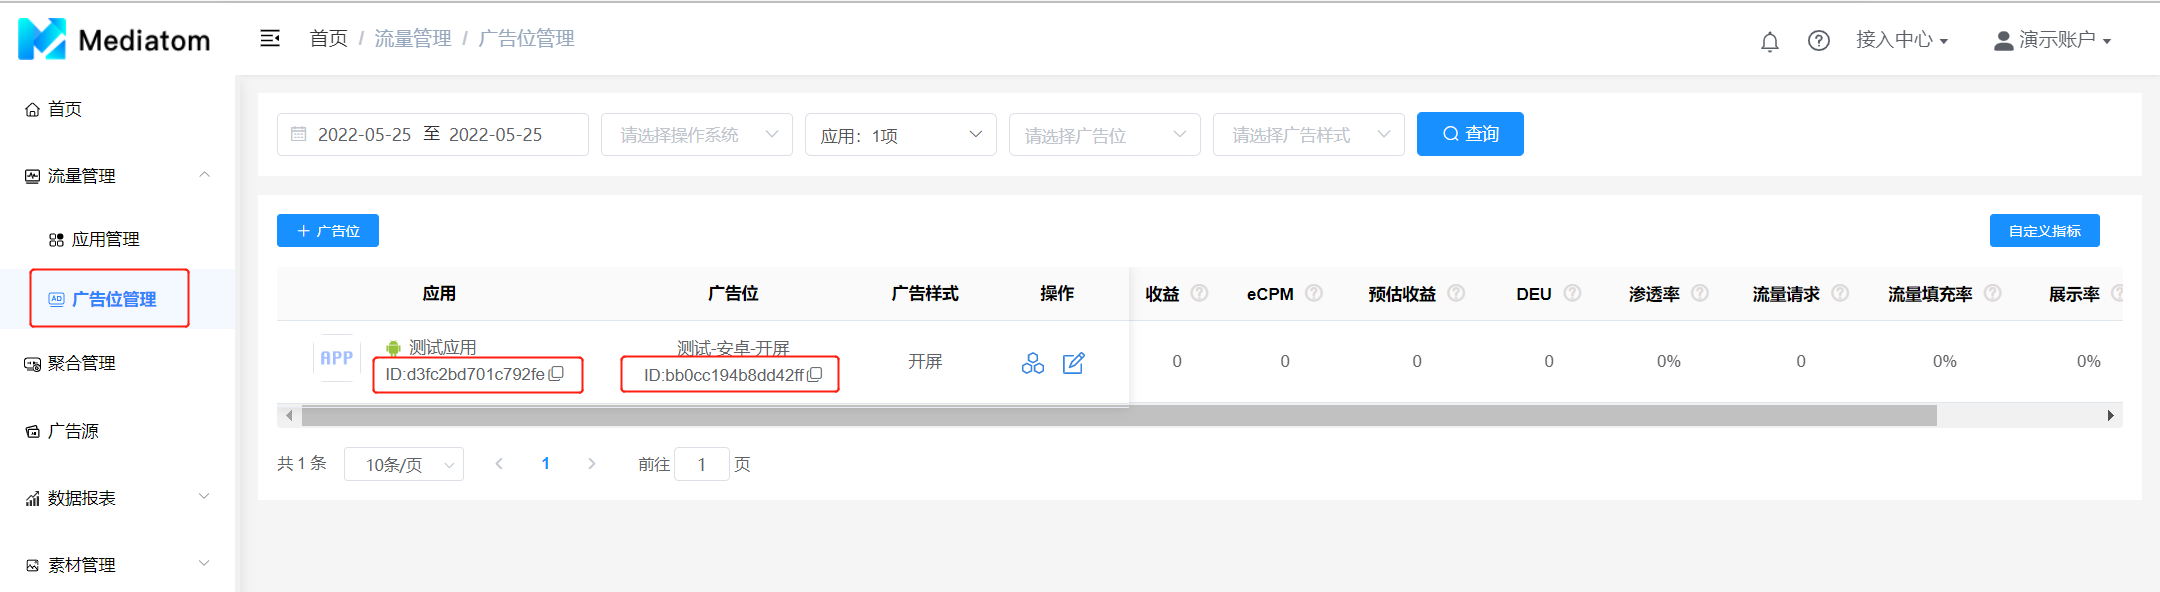 Mediatom
首页 / 流量管理 / 广告位管理
接入中心
演示账户
首页
流量管理
应用管理
AD 广告位管理
聚合管理
广告源
数据报表
素材管理
2022-05-25 至 2022-05-25
请选择操作系统
应用：1项
请选择广告位
请选择广告样式
查询
+ 广告位
自定义指标
应用 广告位 广告样式 操作 收益 eCPM 预估收益 DEU 渗透率 流量请求 流量填充率 展示率
APP
测试应用
ID:d3fc2bd701c792fe
测试-安卓-开屏
ID:bb0cc194b8dd42ff
开屏
0 0 0 0 0% 0 0% 0%
共 1 条 10条/页 1 前往 1 页